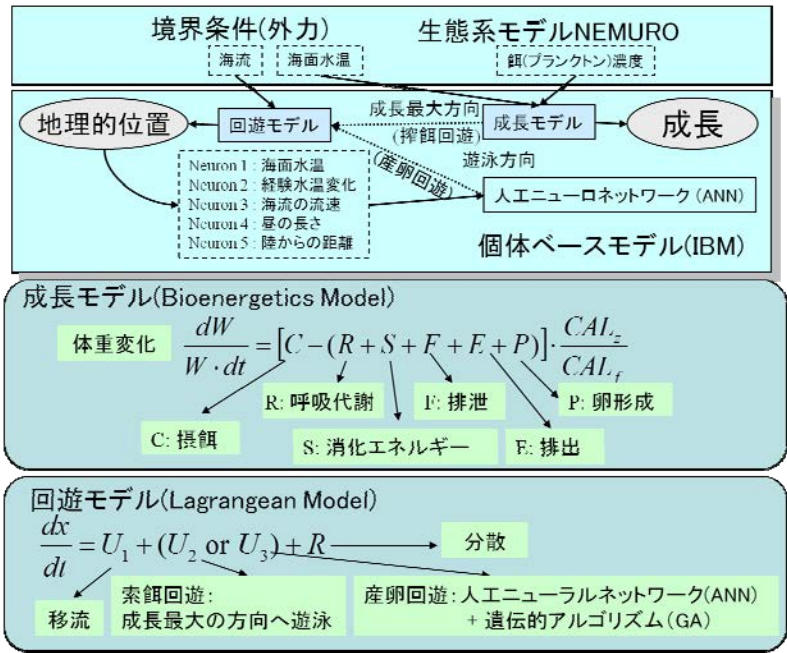 境界条件(外力)
生態系モデルNEMURO
海流
海面水温
餌(プランクトン)濃度
地理的位置
回遊モデル
成長最大方向
(搾餌回遊)
成長モデル
成長
(産卵回遊)
遊泳方向
Neuron 1 : 海面水温
Neuron 2 : 経験水温変化
Neuron 3 : 海流の流速
Neuron 4 : 昼の長さ
Neuron 5 : 陸からの距離
人工ニューロネットワーク (ANN)
個体ベースモデル(IBM)
成長モデル(Bioenergetics Model)
体重変化
dW/(W·dt) = [C − (R + S + F + E + P)] · CAL_z/CAL_f
R: 呼吸代謝
F: 排泄
P: 卵形成
C: 摂餌
S: 消化エネルギー
E: 排出
回遊モデル(Lagrangean Model)
dx/dt = U₁ + (U₂ or U₃) + R
分散
移流
索餌回遊:
成長最大の方向へ遊泳
産卵回遊:人工ニューラルネットワーク(ANN)
+ 遺伝的アルゴリズム(GA)